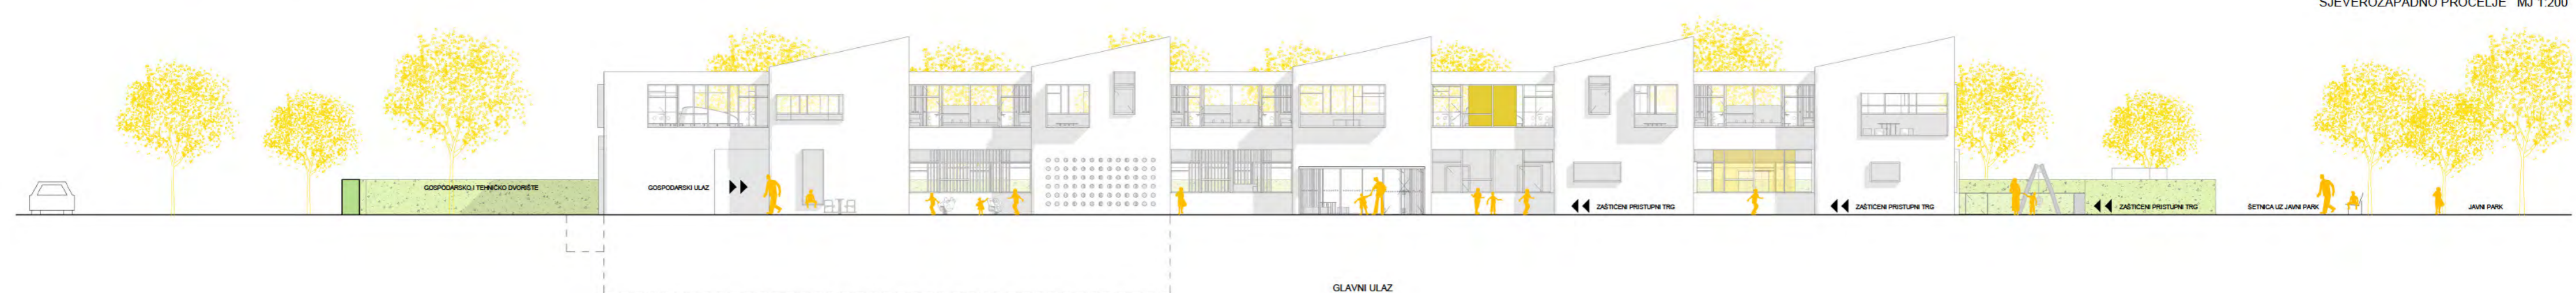 SJEVEROZAPADNO PROČELJE MJ 1:200
GOSPODARSKO I TEHNIČKO DVORIŠTE
GOSPODARSKI ULAZ
ZAŠTIĆENI PRISTUPNI TRG
ZAŠTIĆENI PRISTUPNI TRG
ZAŠTIĆENI PRISTUPNI TRG
ŠETNICA UZ JAVNI PARK
JAVNI PARK
GLAVNI ULAZ